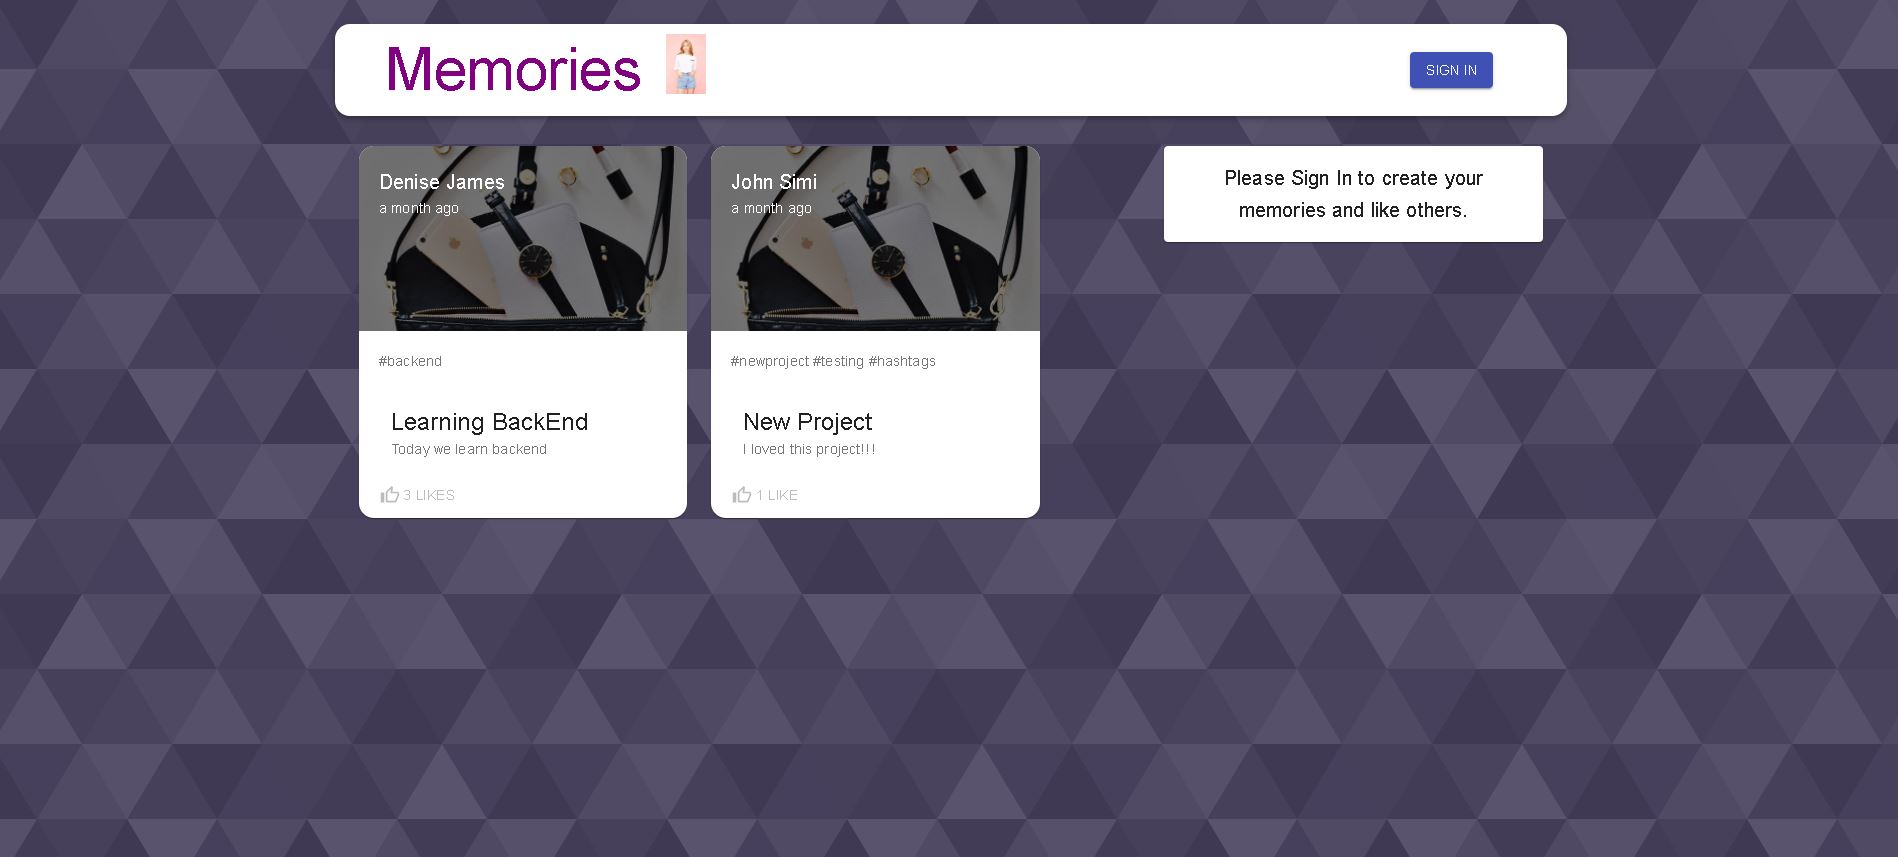 Memories
SIGN IN
Denise James
a month ago
#backend
Learning BackEnd
Today we learn backend
3 LIKES
John Simi
a month ago
#newproject #testing #hashtags
New Project
I loved this project!!!
1 LIKE
Please Sign In to create your
memories and like others.